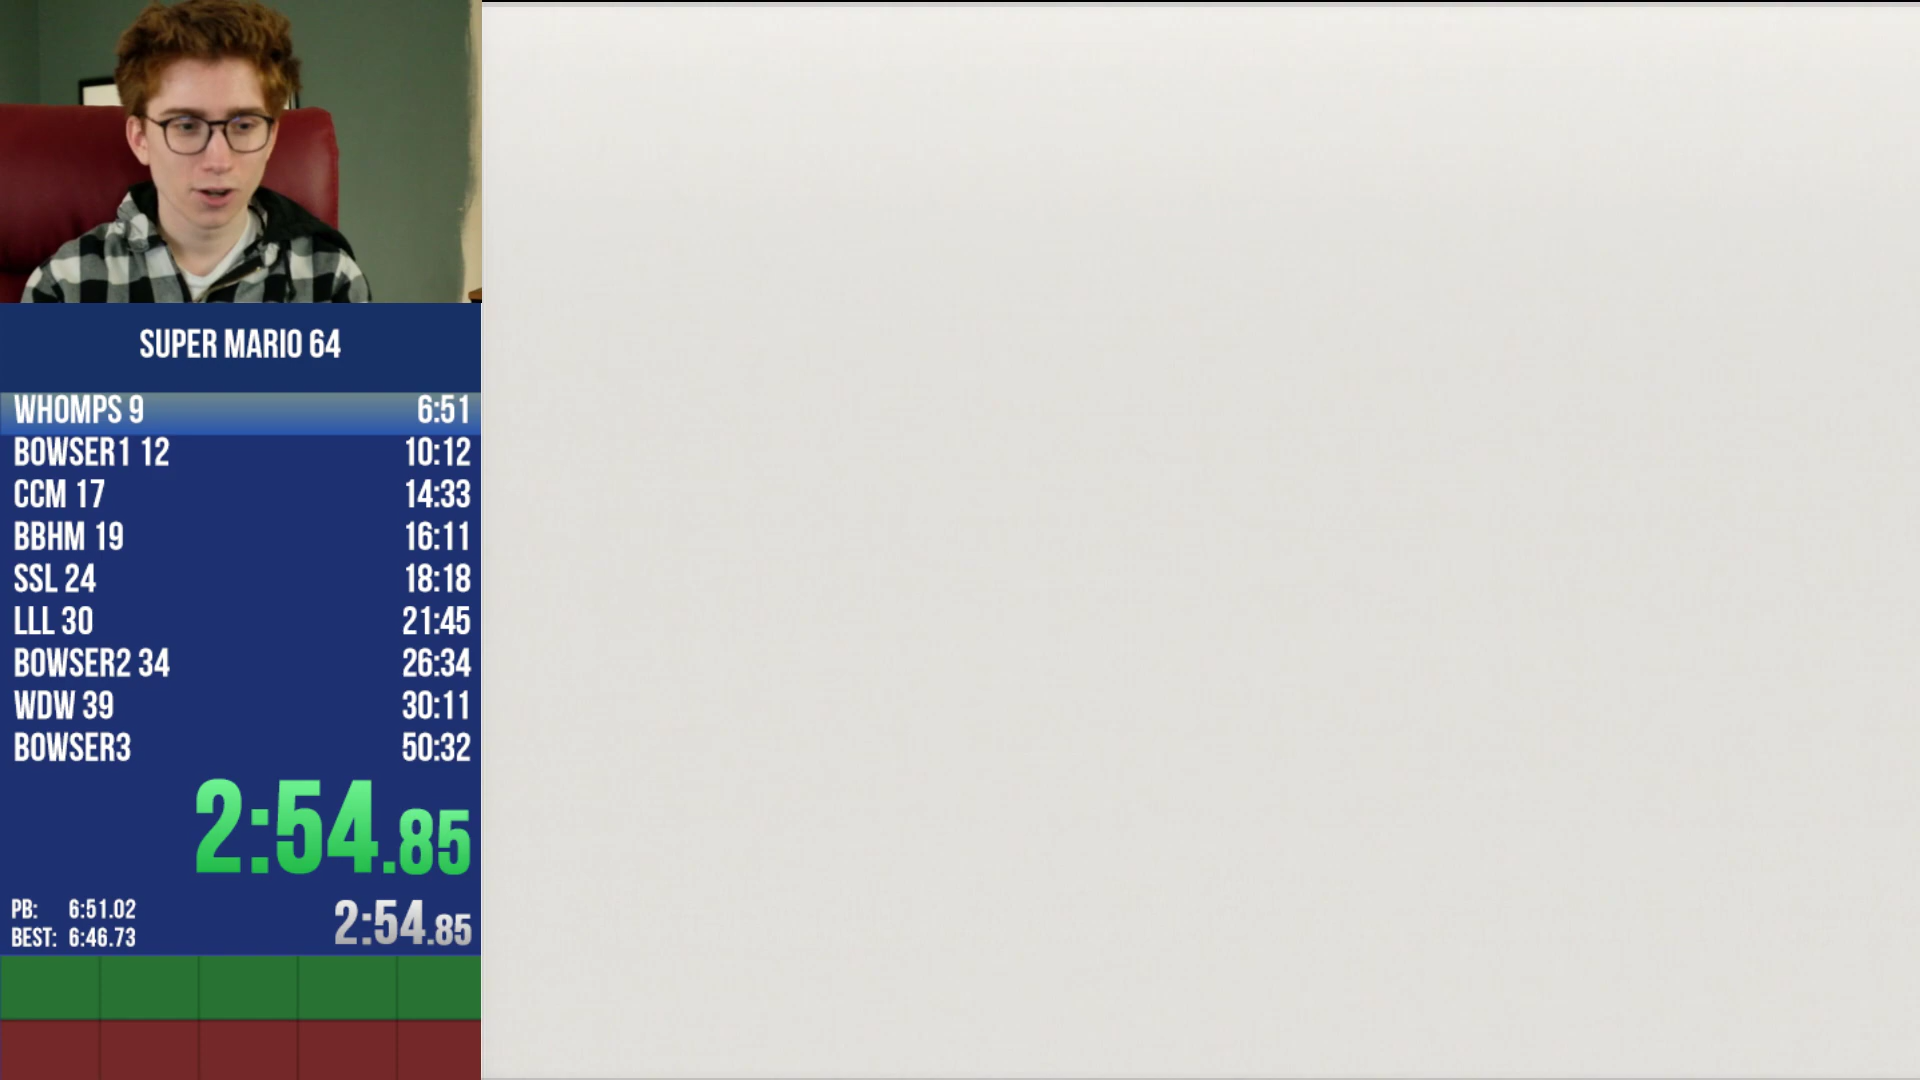 SUPER MARIO 64
WHOMPS 9 6:51
BOWSER1 12 10:12
CCM 17 14:33
BBHM 19 16:11
SSL 24 18:18
LLL 30 21:45
BOWSER2 34 26:34
WDW 39 30:11
BOWSER3 50:32
2:54.85
PB: 6:51.02 2:54.85
BEST: 6:46.73